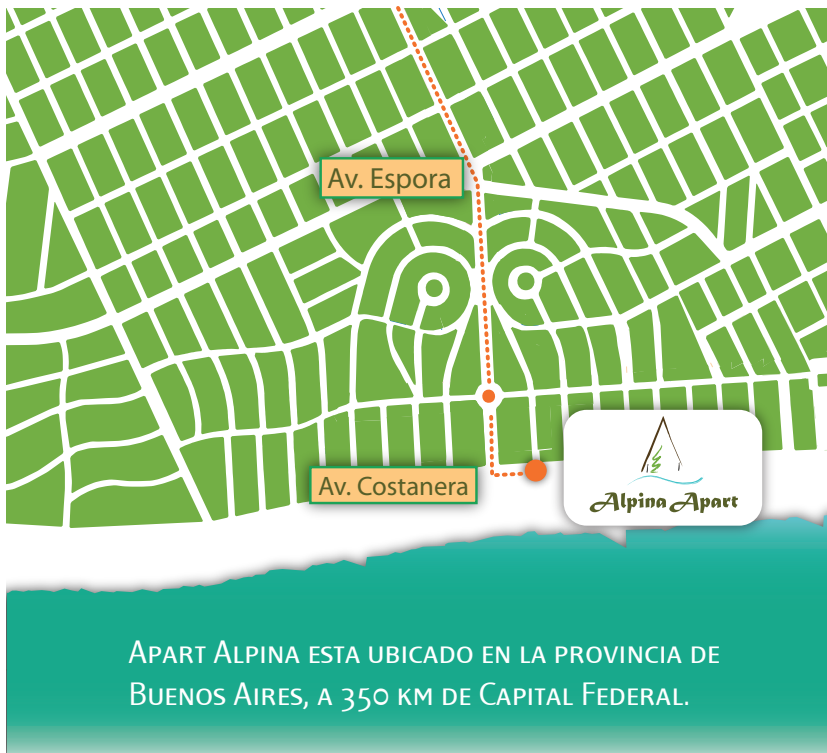 Av. Espora
Av. Costanera
Alpina Apart
Apart Alpina esta ubicado en la provincia de
Buenos Aires, a 350 km de Capital Federal.